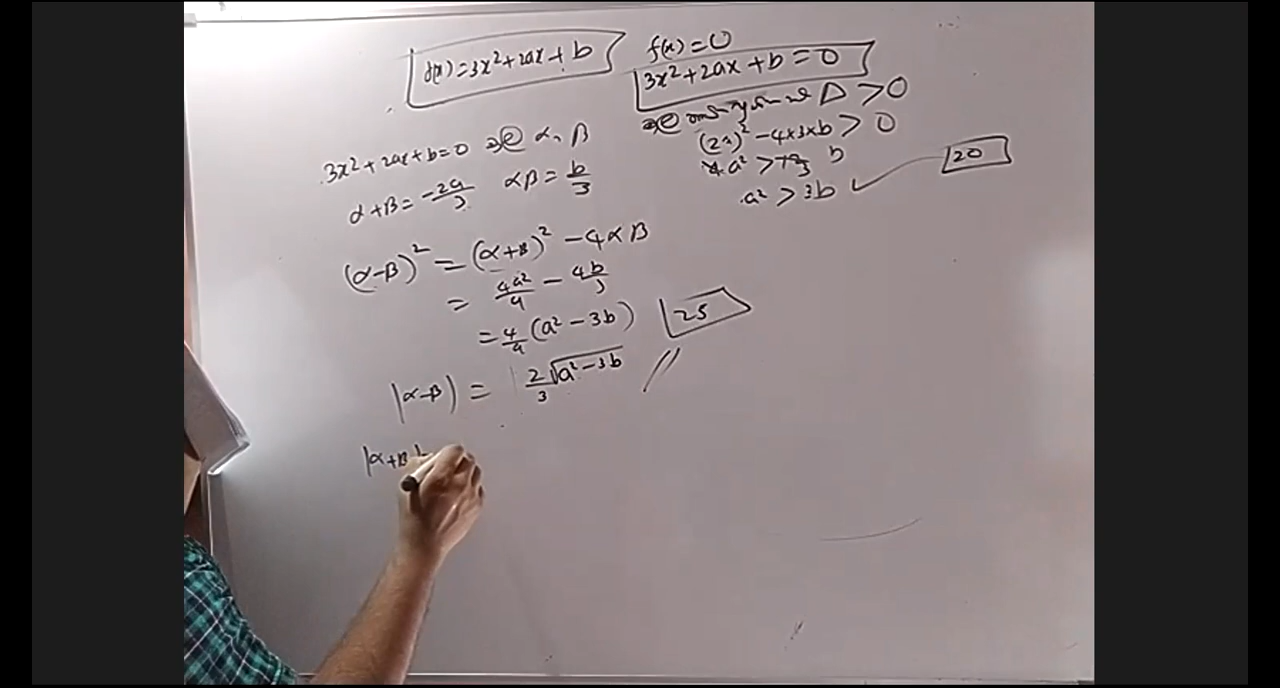 f(x) = 3x² + 2ax + b
f(x) = 0
3x² + 2ax + b = 0
Δ > 0
(2a)² - 4×3×b > 0
a² > 3b
20
3x² + 2ax + b = 0 α, β
α + β = -2a/3 αβ = b/3
(α-β)² = (α+β)² - 4αβ
= 4a²/9 - 4b/3
= 4/9 (a² - 3b)
25
|α-β| = 2/3 √a² - 3b
|α+β|